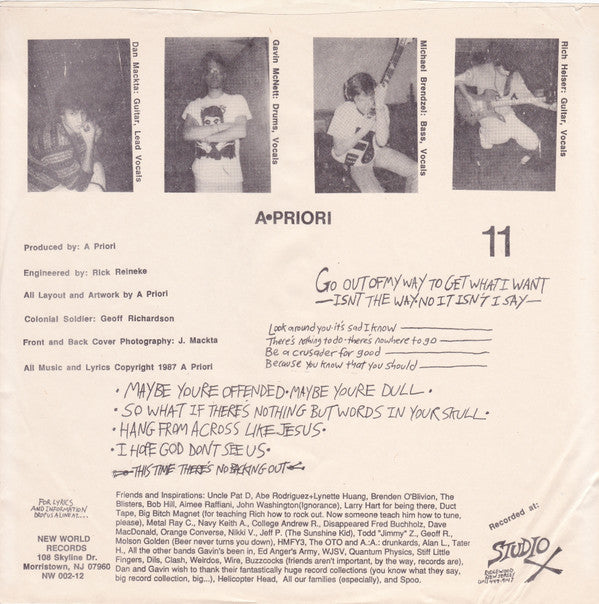 Dan Mackta: Guitar, Lead Vocals
Gavin McNett: Drums, Vocals
Michael Brendzel: Bass, Vocals
Rich Heiser: Guitar, Vocals
A•PRIORI
11
Produced by: A Priori
Engineered by: Rick Reineke
All Layout and Artwork by A Priori
Colonial Soldier: Geoff Richardson
Front and Back Cover Photography: J. Mackta
All Music and Lyrics Copyright 1987 A Priori
GO OUT OF MY WAY TO GET WHAT I WANT
—ISNT THE WAY•NO IT ISN'T I SAY—
Look around you•it's sad I know
There's nothing to do•there's nowhere to go
Be a crusader for good
Because you know that you should
• MAYBE YOURE OFFENDED•MAYBE YOURE DULL•
• SO WHAT IF THERE'S NOTHING BUT WORDS IN YOUR SKULL•
• HANG FROM ACROSS LIKE JESUS•
• I HOPE GOD DON'T SEE US•
THIS TIME THERE'S NO BACKING OUT
Friends and Inspirations: Uncle Pat D, Abe Rodriguez+Lynette Huang, Brenden O'Blivion, The
Blisters, Bob Hill, Aimee Raffiani, John Washington(Ignorance), Larry Hart for being there, Duct
Tape, Big Bitch Magnet (for teaching Rich how to rock out. Now someone teach him how to tune,
please), Metal Ray C., Navy Keith A., College Andrew R., Disappeared Fred Buchholz, Dave
MacDonald, Orange Converse, Nikki V., Jeff P. (The Sunshine Kid), Todd "Jimmy" Z., Geoff R.,
Molson Golden (Beer never turns you down), HMFY3, The OTO and A.:A.: drunkards, Alan L., Tater
H., All the other bands Gavin's been in, Ed Anger's Army, WJSV, Quantum Physics, Stiff Little
Fingers, Dils, Clash, Weirdos, Wire, Buzzcocks (friends aren't important, by the way, records are),
Dan and Gavin wish to thank their fantastically huge record collections (you know what they say,
big record collection, big...), Helicopter Head, All our families (especially), and Spoo.
FOR LYRICS
AND INFORMATION
DROP US A LINE AT...
NEW WORLD
RECORDS
108 Skyline Dr.
Morristown, NJ 07960
NW 002-12
Recorded at:
STUDIO
X
RIDGEWOOD
NEW JERSEY